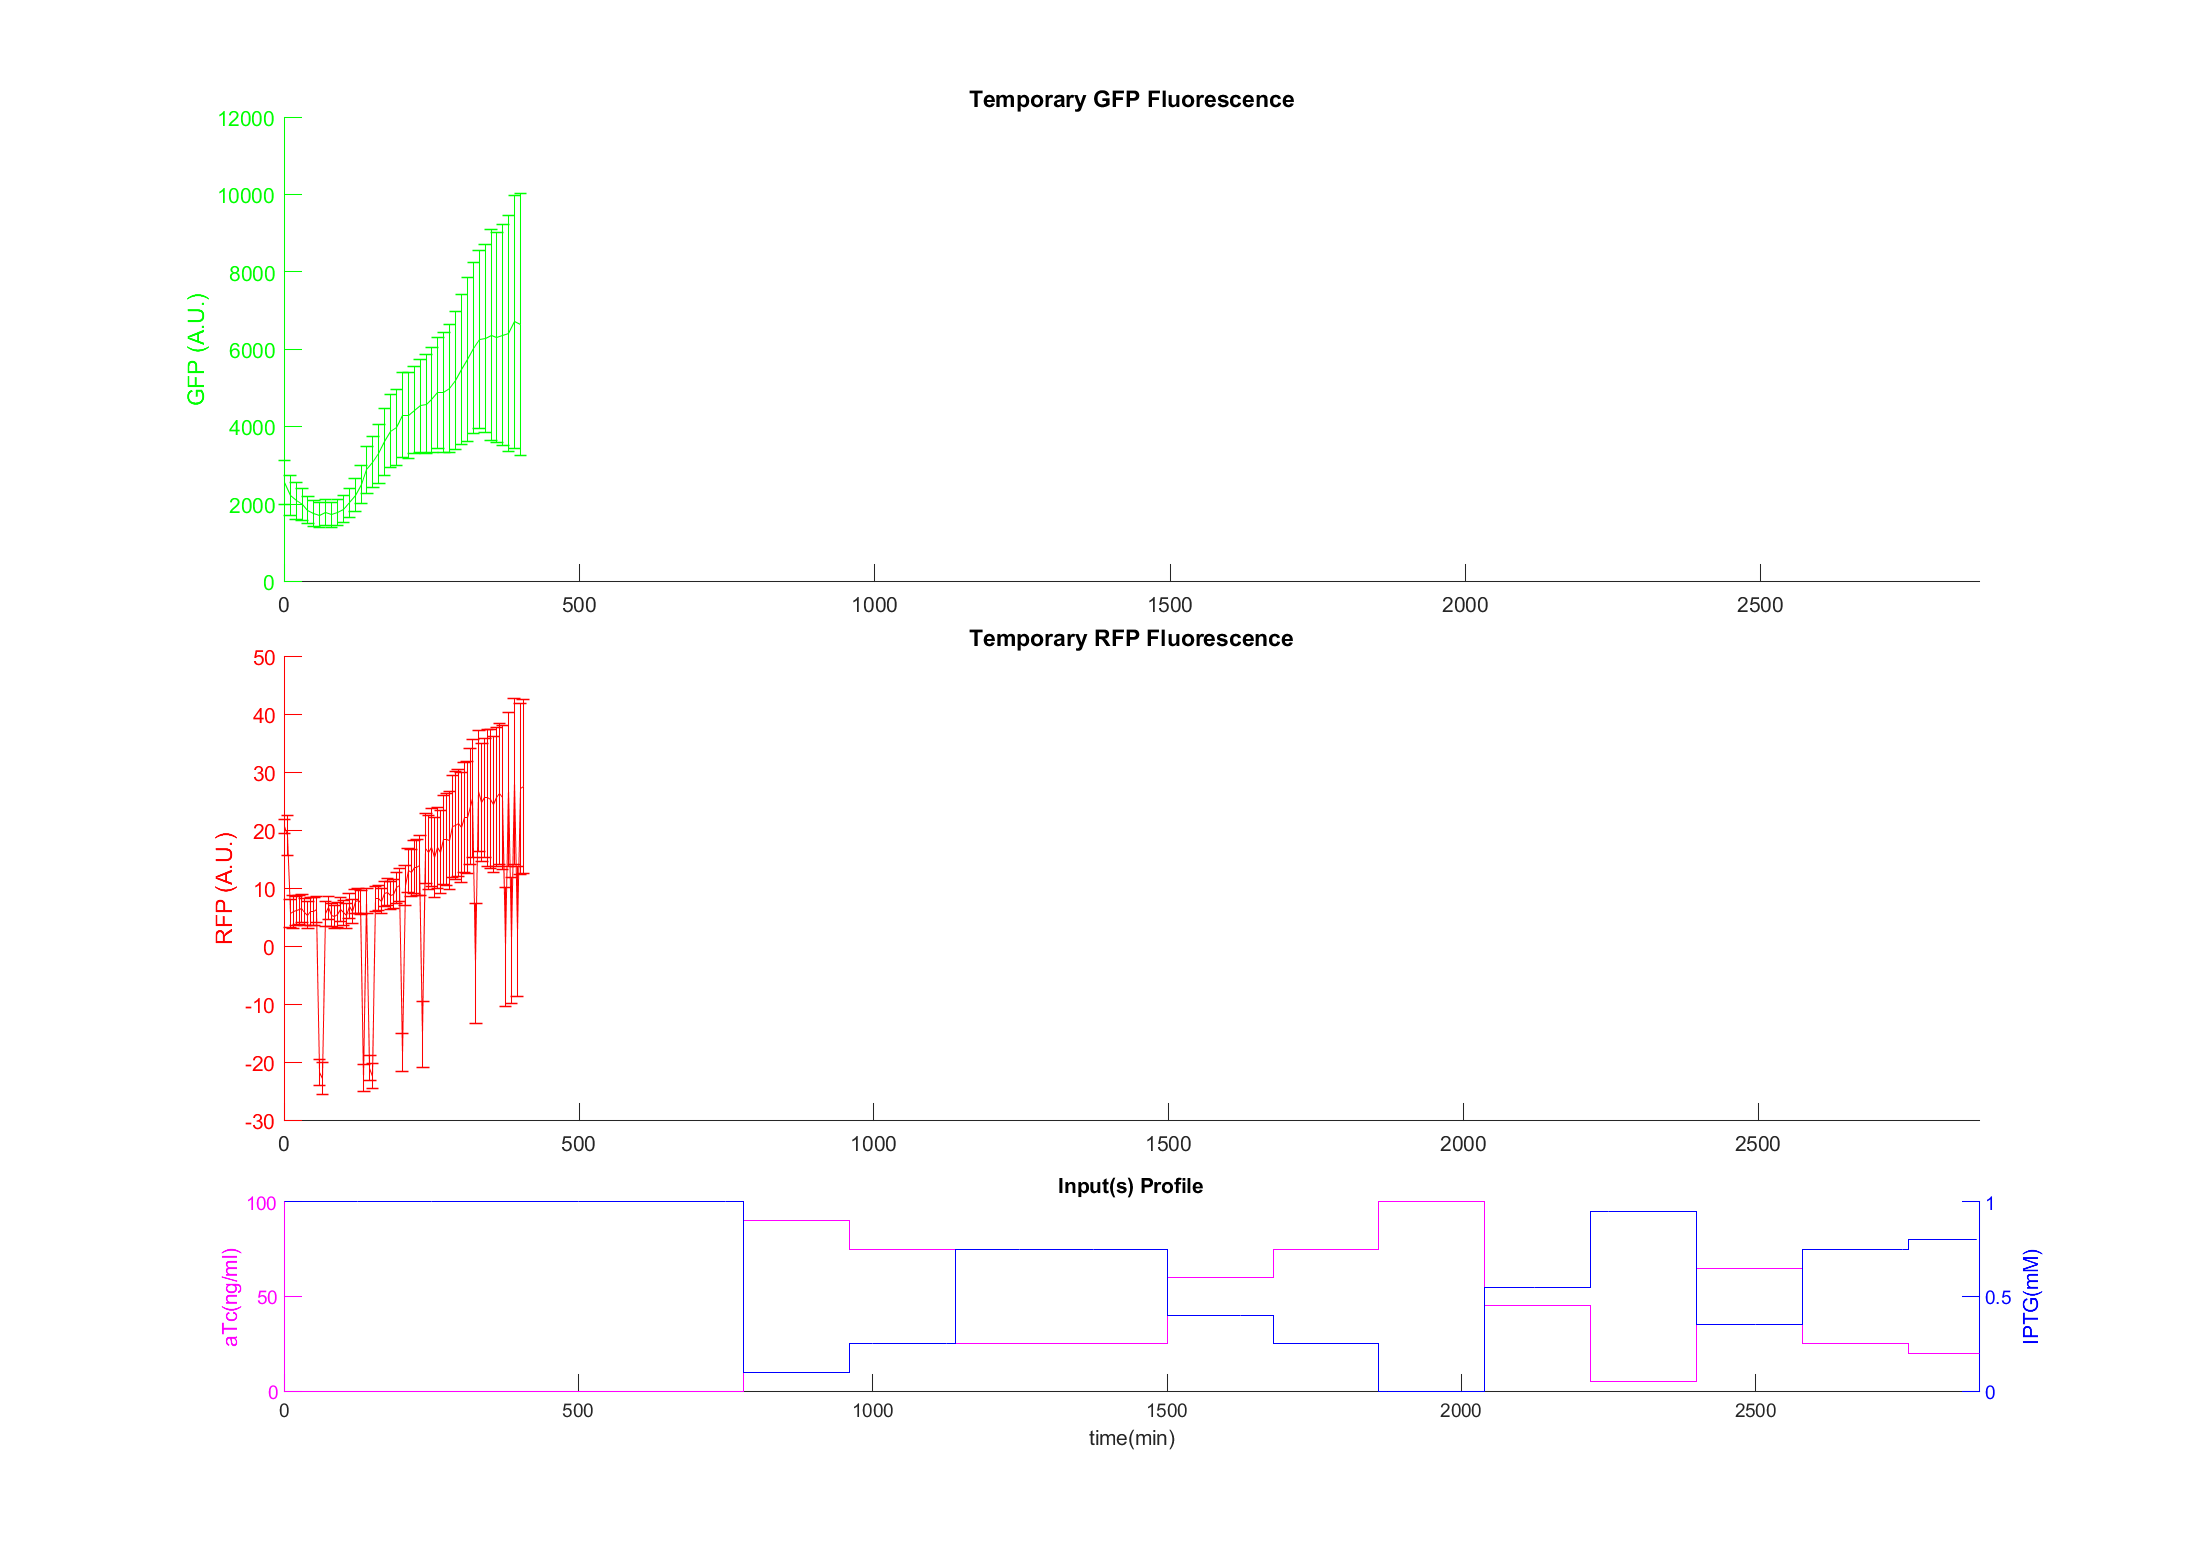 Temporary GFP Fluorescence
12000
10000
8000
6000
4000
2000
0
GFP (A.U.)
0 500 1000 1500 2000 2500
Temporary RFP Fluorescence
50
40
30
20
10
0
-10
-20
-30
RFP (A.U.)
0 500 1000 1500 2000 2500
Input(s) Profile
100
50
0
aTc(ng/ml)
1
0.5
0
IPTG(mM)
0 500 1000 1500 2000 2500
time(min)